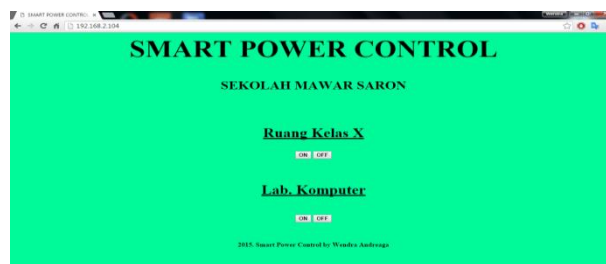 SMART POWER CONTROL
192.168.2.104
SMART POWER CONTROL
SEKOLAH MAWAR SARON
Ruang Kelas X
ON OFF
Lab. Komputer
ON OFF
2015. Smart Power Control by Wendra Andreaga